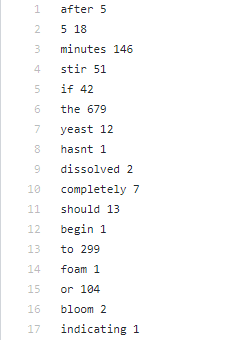 1 after 5
2 5 18
3 minutes 146
4 stir 51
5 if 42
6 the 679
7 yeast 12
8 hasnt 1
9 dissolved 2
10 completely 7
11 should 13
12 begin 1
13 to 299
14 foam 1
15 or 104
16 bloom 2
17 indicating 1